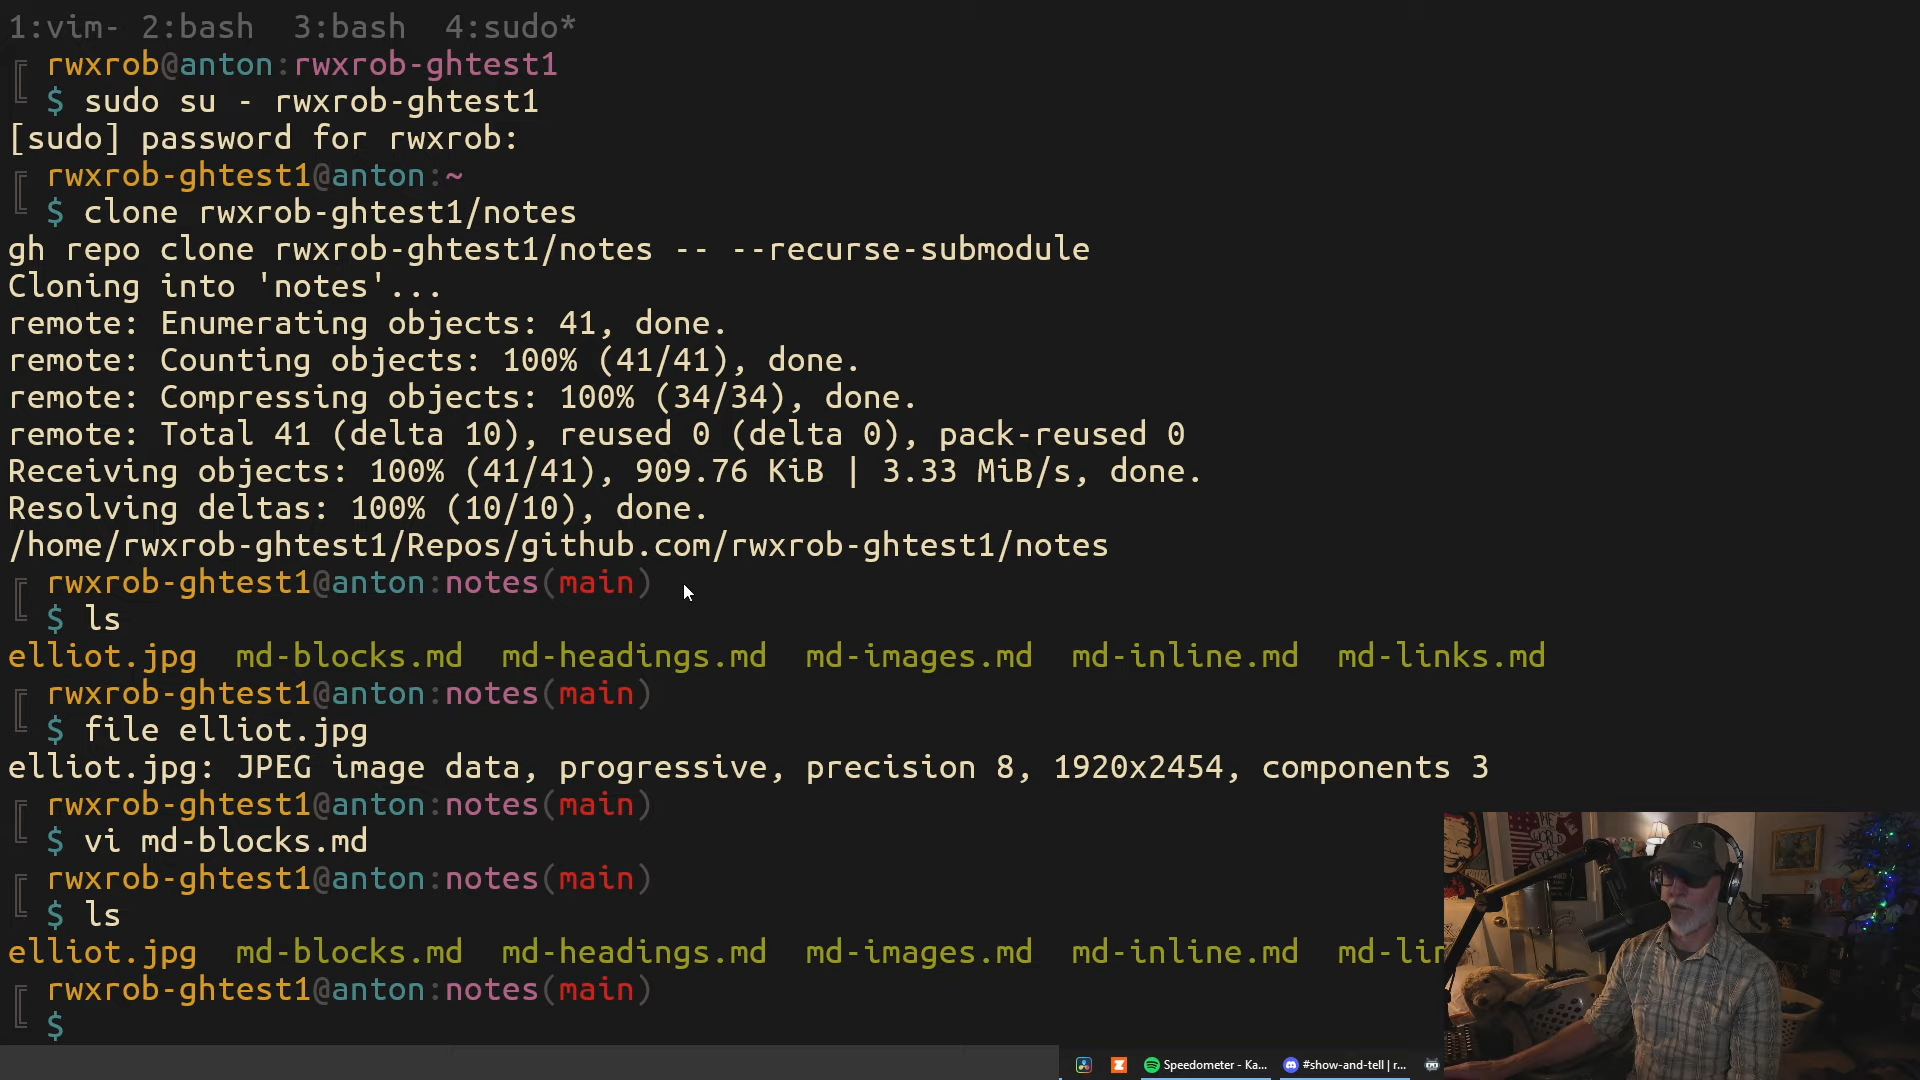 1:vim- 2:bash  3:bash  4:sudo*
rwxrob@anton:rwxrob-ghtest1
$ sudo su - rwxrob-ghtest1
[sudo] password for rwxrob:
rwxrob-ghtest1@anton:~
$ clone rwxrob-ghtest1/notes
gh repo clone rwxrob-ghtest1/notes -- --recurse-submodule
Cloning into 'notes'...
remote: Enumerating objects: 41, done.
remote: Counting objects: 100% (41/41), done.
remote: Compressing objects: 100% (34/34), done.
remote: Total 41 (delta 10), reused 0 (delta 0), pack-reused 0
Receiving objects: 100% (41/41), 909.76 KiB | 3.33 MiB/s, done.
Resolving deltas: 100% (10/10), done.
/home/rwxrob-ghtest1/Repos/github.com/rwxrob-ghtest1/notes
rwxrob-ghtest1@anton:notes(main)
$ ls
elliot.jpg  md-blocks.md  md-headings.md  md-images.md  md-inline.md  md-links.md
rwxrob-ghtest1@anton:notes(main)
$ file elliot.jpg
elliot.jpg: JPEG image data, progressive, precision 8, 1920x2454, components 3
rwxrob-ghtest1@anton:notes(main)
$ vi md-blocks.md
rwxrob-ghtest1@anton:notes(main)
$ ls
elliot.jpg  md-blocks.md  md-headings.md  md-images.md  md-inline.md  md-lin
rwxrob-ghtest1@anton:notes(main)
$
Speedometer - Ka... #show-and-tell | r...